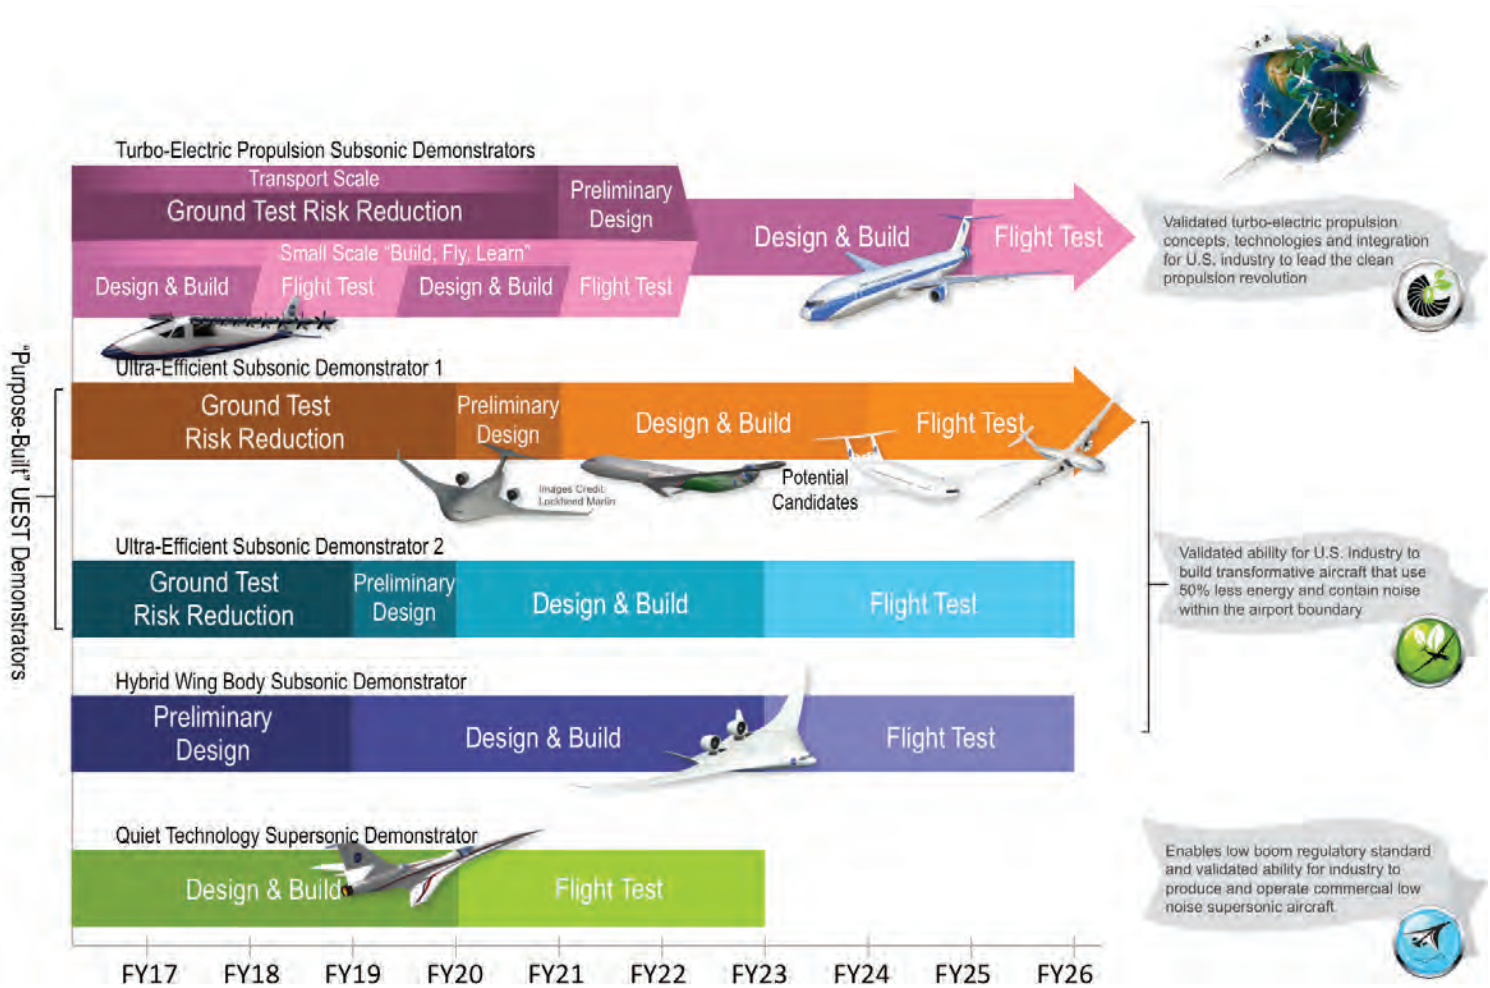 Turbo-Electric Propulsion Subsonic Demonstrators
Transport Scale
Ground Test Risk Reduction
Preliminary
Design
Design & Build
Flight Test
Small Scale "Build, Fly, Learn"
Design & Build
Flight Test
Design & Build
Flight Test
Validated turbo-electric propulsion
concepts, technologies and integration
for U.S. industry to lead the clean
propulsion revolution
"Purpose-Built" UEST Demonstrators
Ultra-Efficient Subsonic Demonstrator 1
Ground Test
Risk Reduction
Preliminary
Design
Design & Build
Flight Test
Images Credit:
Lockheed Martin
Potential
Candidates
Ultra-Efficient Subsonic Demonstrator 2
Ground Test
Risk Reduction
Preliminary
Design
Design & Build
Flight Test
Validated ability for U.S. Industry to
build transformative aircraft that use
50% less energy and contain noise
within the airport boundary
Hybrid Wing Body Subsonic Demonstrator
Preliminary
Design
Design & Build
Flight Test
Quiet Technology Supersonic Demonstrator
Design & Build
Flight Test
Enables low boom regulatory standard
and validated ability for industry to
produce and operate commercial low
noise supersonic aircraft
FY17 FY18 FY19 FY20 FY21 FY22 FY23 FY24 FY25 FY26